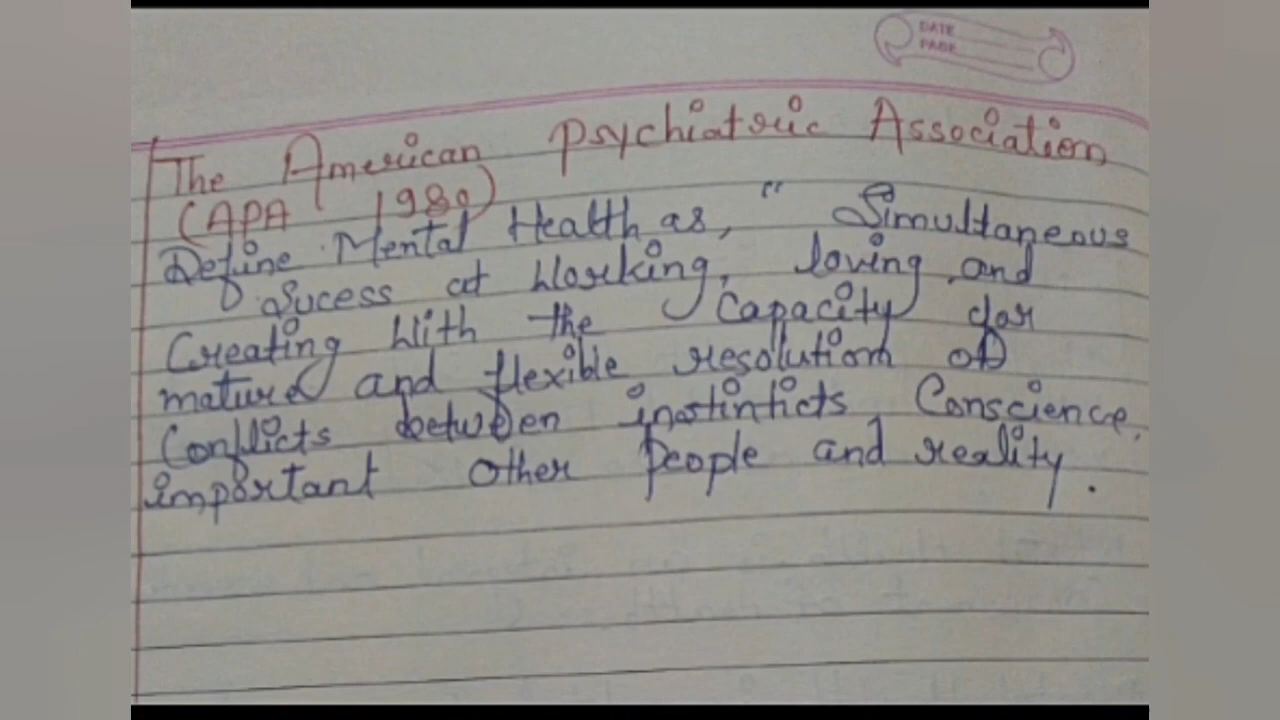 DATE
PAGE
The American Psychiatric Association
(APA 1980)
Define Mental Health as, " Simultaneous
Sucess at Working, loving and
Creating With the Capacity for
mature and flexible resolution of
Conflicts between instinticts, Conscience,
important other people and reality.